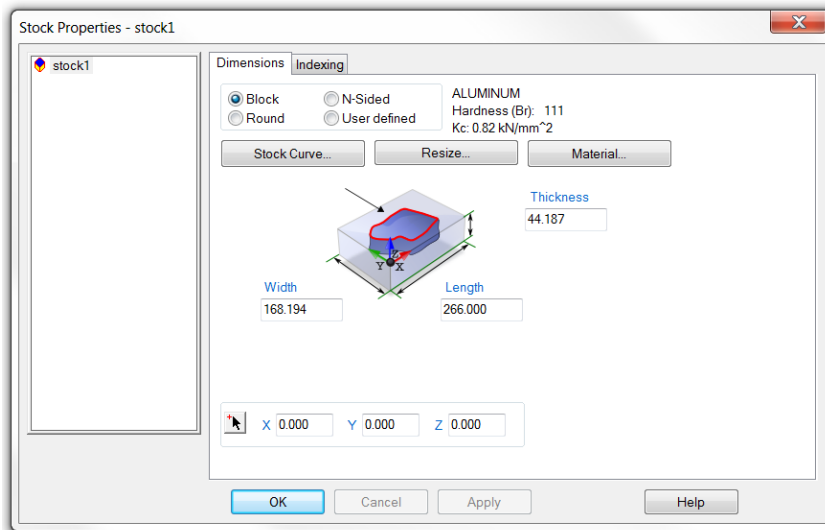 Stock Properties - stock1
X
stock1
Dimensions
Indexing
Block
N-Sided
Round
User defined
ALUMINUM
Hardness (Br): 111
Kc: 0.82 kN/mm^2
Stock Curve...
Resize...
Material...
Thickness
44.187
Z
Y
X
Width
168.194
Length
266.000
X 0.000
Y 0.000
Z 0.000
OK
Cancel
Apply
Help